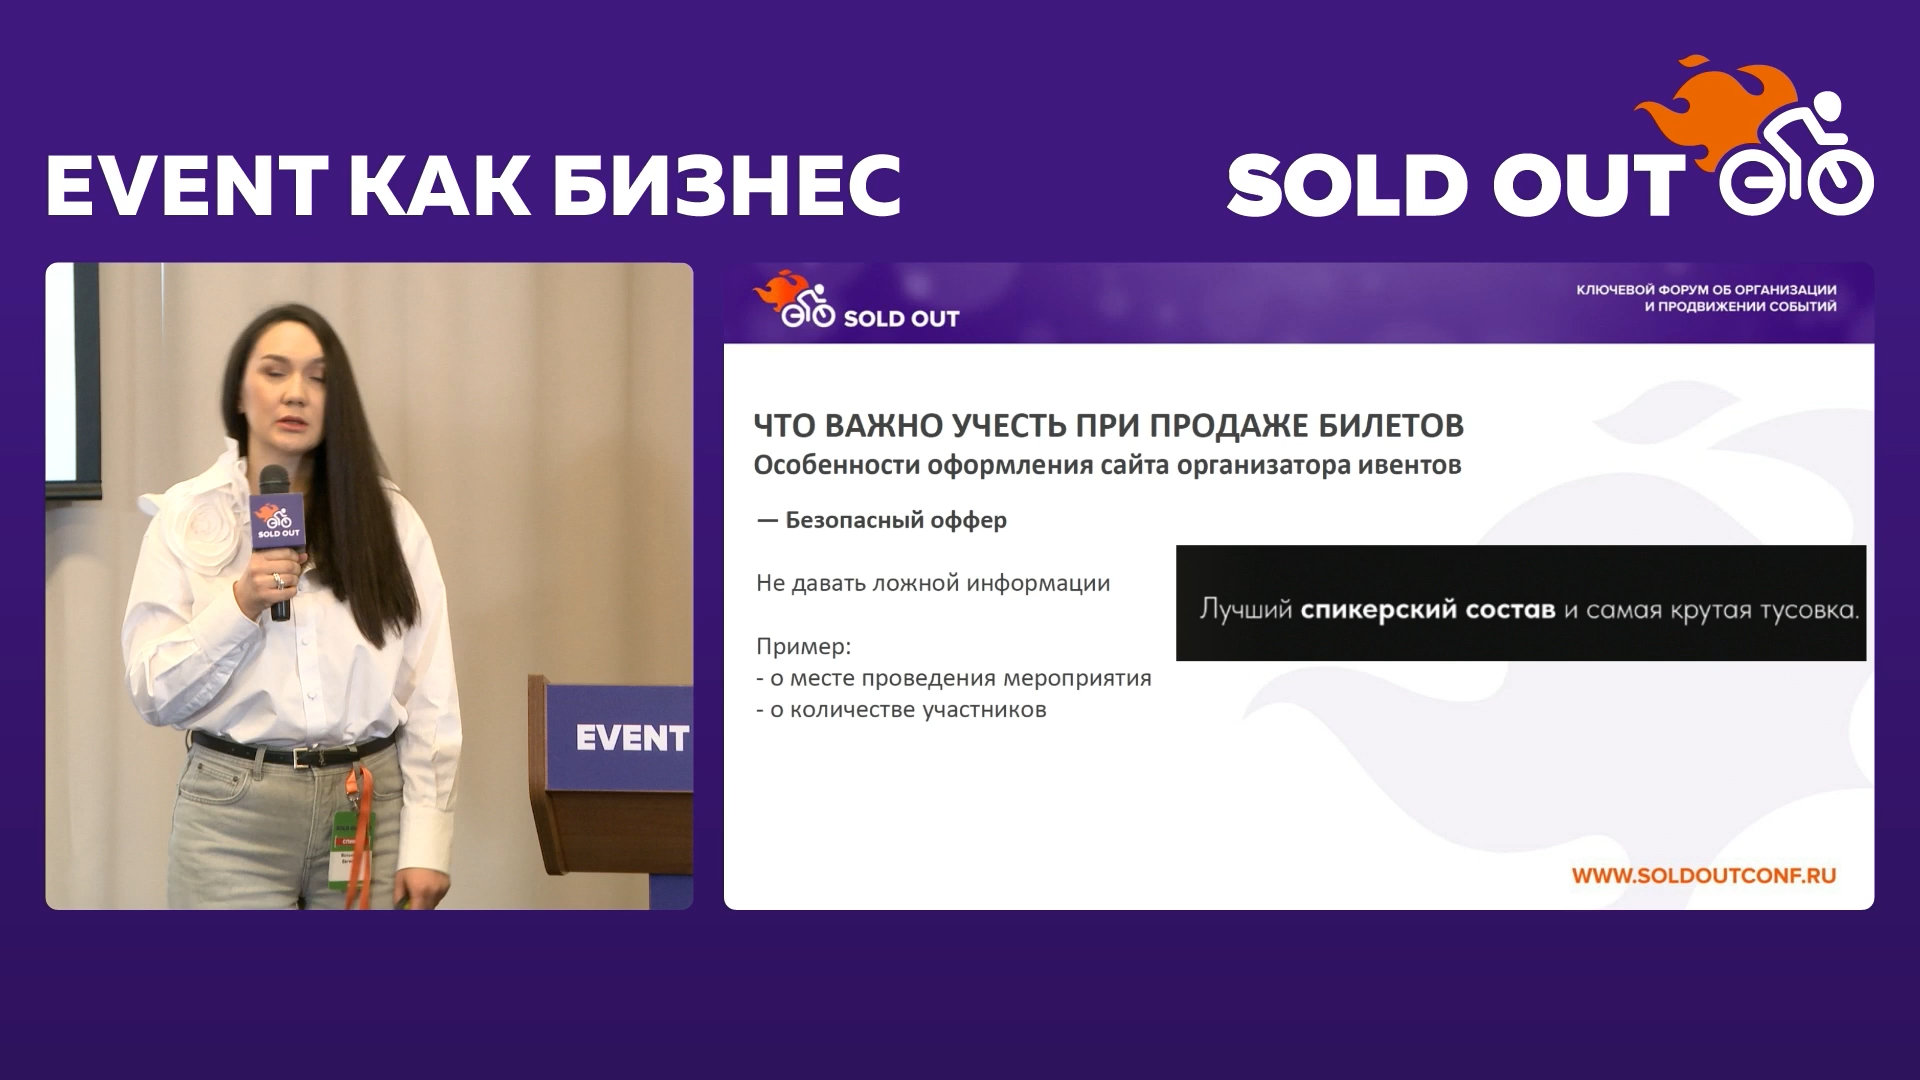 EVENT КАК БИЗНЕС
SOLD OUT
SOLD OUT
EVENT
SOLD OUT
КЛЮЧЕВОЙ ФОРУМ ОБ ОРГАНИЗАЦИИ
И ПРОДВИЖЕНИИ СОБЫТИЙ
ЧТО ВАЖНО УЧЕСТЬ ПРИ ПРОДАЖЕ БИЛЕТОВ
Особенности оформления сайта организатора ивентов
— Безопасный оффер
Не давать ложной информации
Пример:
- о месте проведения мероприятия
- о количестве участников
Лучший спикерский состав и самая крутая тусовка.
WWW.SOLDOUTCONF.RU